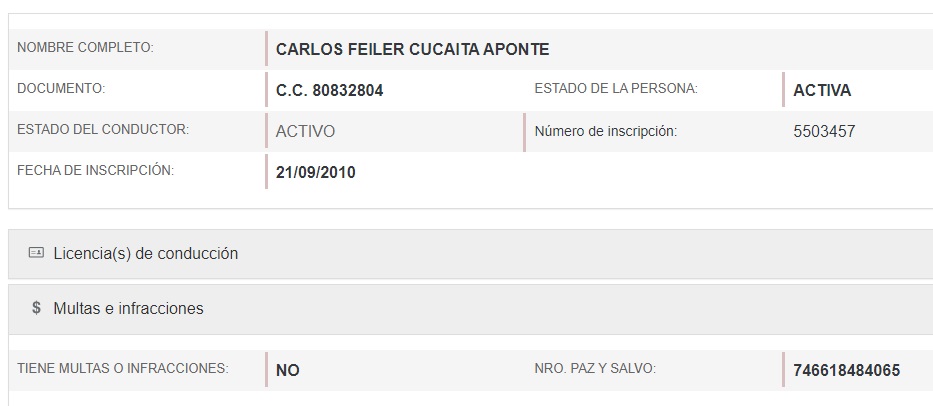 NOMBRE COMPLETO: CARLOS FEILER CUCAITA APONTE
DOCUMENTO: C.C. 80832804 ESTADO DE LA PERSONA: ACTIVA
ESTADO DEL CONDUCTOR: ACTIVO Número de inscripción: 5503457
FECHA DE INSCRIPCIÓN: 21/09/2010
Licencia(s) de conducción
$ Multas e infracciones
TIENE MULTAS O INFRACCIONES: NO NRO. PAZ Y SALVO: 746618484065